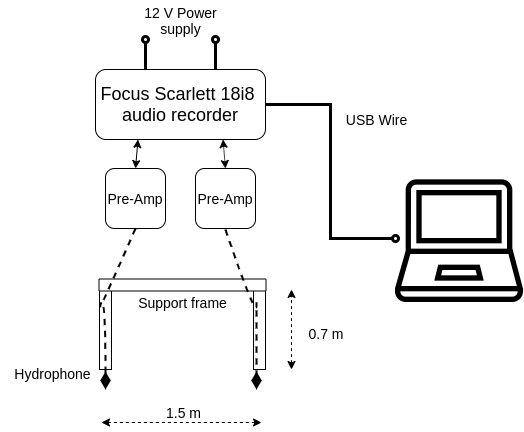 12 V Power
supply
Focus Scarlett 18i8
audio recorder
USB Wire
Pre-Amp
Pre-Amp
Support frame
0.7 m
Hydrophone
1.5 m